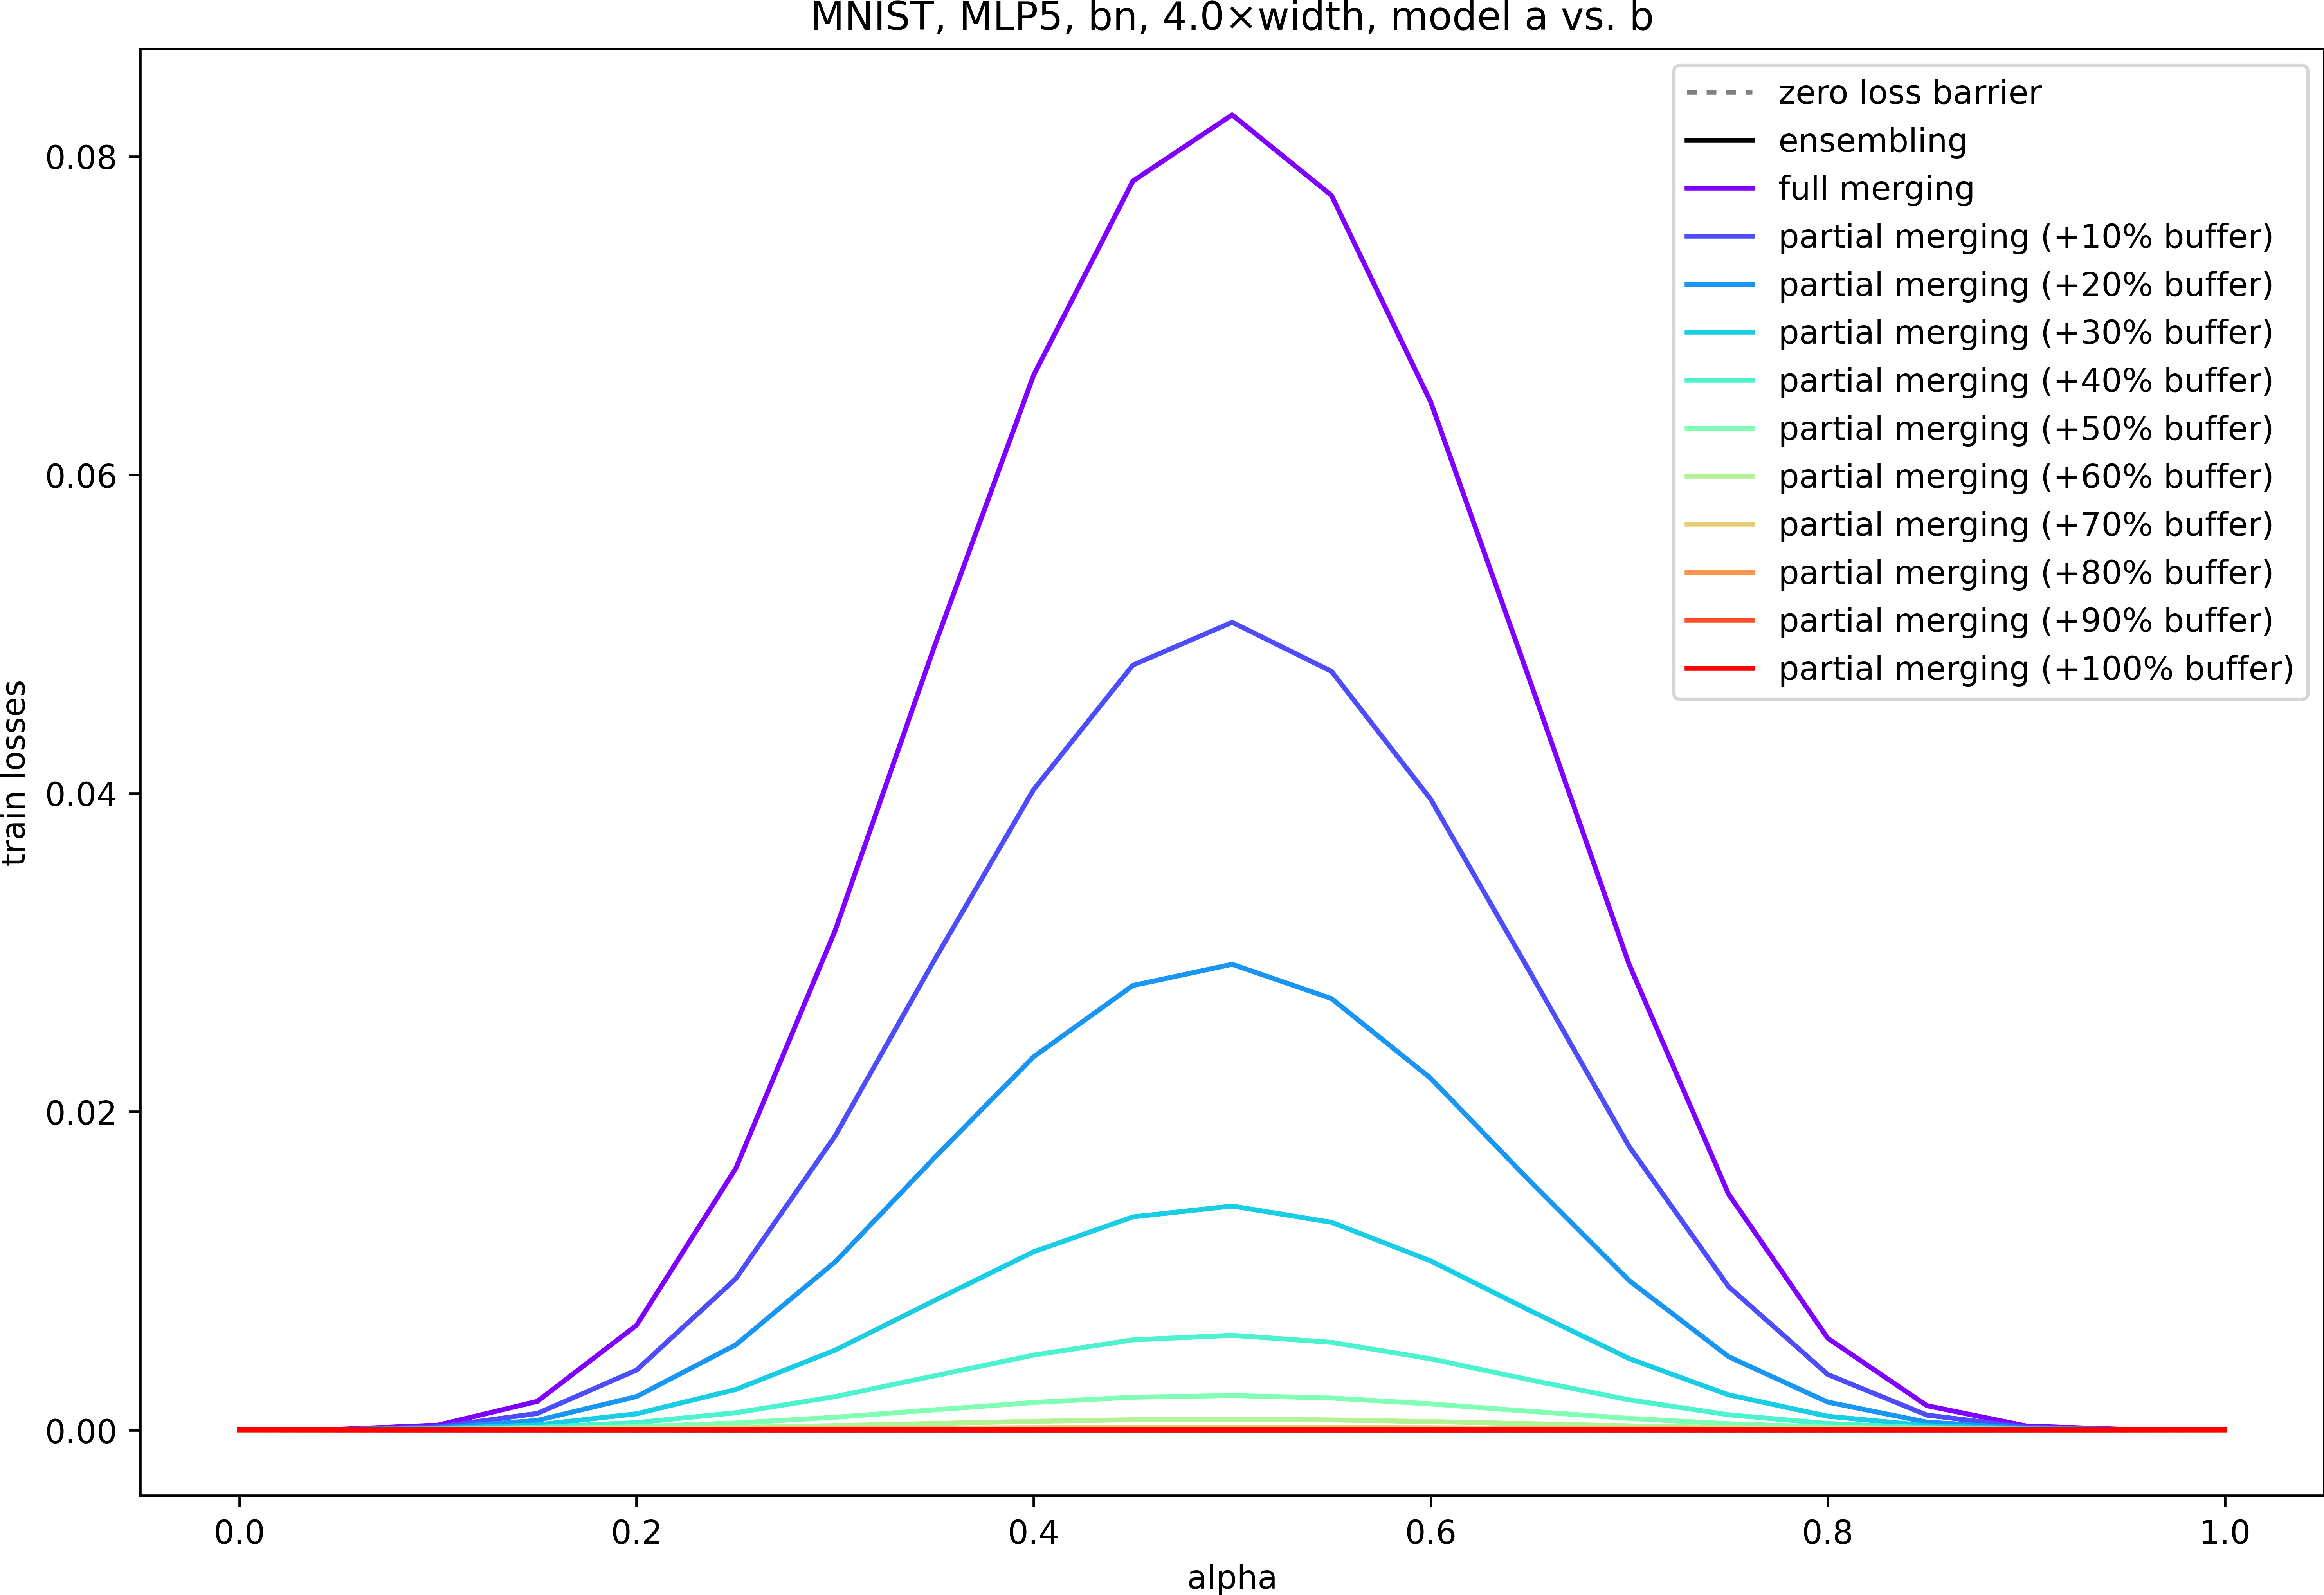 MNIST, MLP5, bn, 4.0×width, model a vs. b
zero loss barrier
ensembling
full merging
partial merging (+10% buffer)
partial merging (+20% buffer)
partial merging (+30% buffer)
partial merging (+40% buffer)
partial merging (+50% buffer)
partial merging (+60% buffer)
partial merging (+70% buffer)
partial merging (+80% buffer)
partial merging (+90% buffer)
partial merging (+100% buffer)
train losses
0.08
0.06
0.04
0.02
0.00
0.0
0.2
0.4
0.6
0.8
1.0
alpha